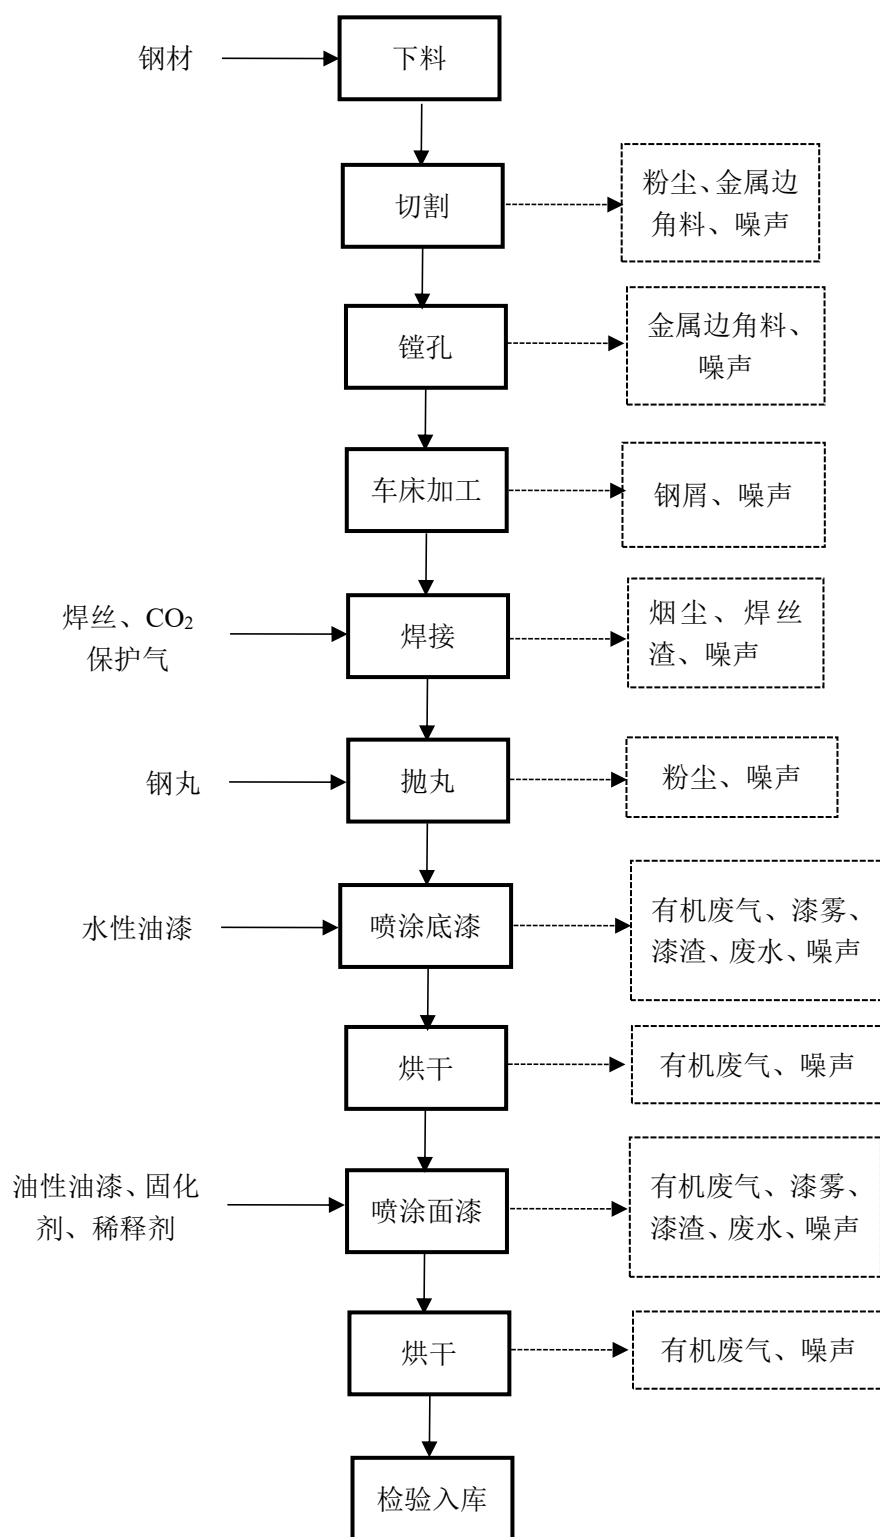 钢材
下料
切割
粉尘、金属边
角料、噪声
镗孔
金属边角料、
噪声
车床加工
钢屑、噪声
焊丝、CO₂
保护气
焊接
烟尘、焊丝
渣、噪声
钢丸
抛丸
粉尘、噪声
水性油漆
喷涂底漆
有机废气、漆雾、
漆渣、废水、噪声
烘干
有机废气、噪声
油性油漆、固化
剂、稀释剂
喷涂面漆
有机废气、漆雾、
漆渣、废水、噪声
烘干
有机废气、噪声
检验入库